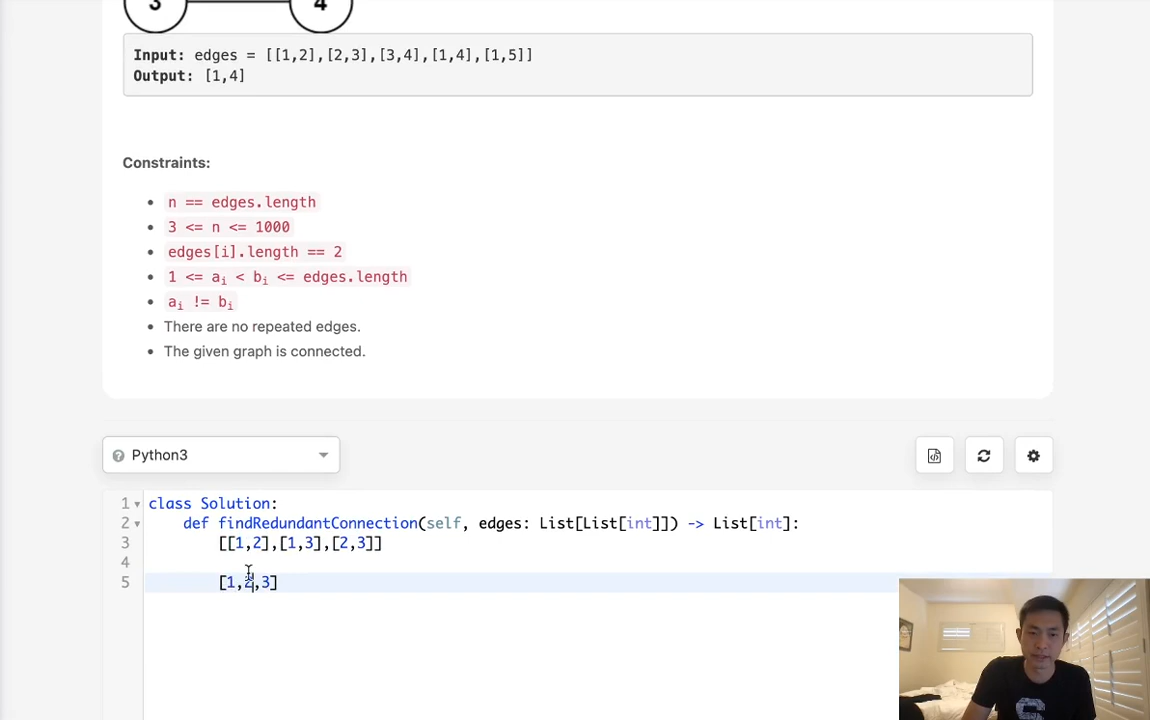 3 4
Input: edges = [[1,2],[2,3],[3,4],[1,4],[1,5]]
Output: [1,4]
Constraints:
n == edges.length
3 <= n <= 1000
edges[i].length == 2
1 <= ai < bi <= edges.length
ai != bi
There are no repeated edges.
The given graph is connected.
Python3
1 class Solution:
2 def findRedundantConnection(self, edges: List[List[int]]) -> List[int]:
3 [[1,2],[1,3],[2,3]]
4
5 [1,2,3]